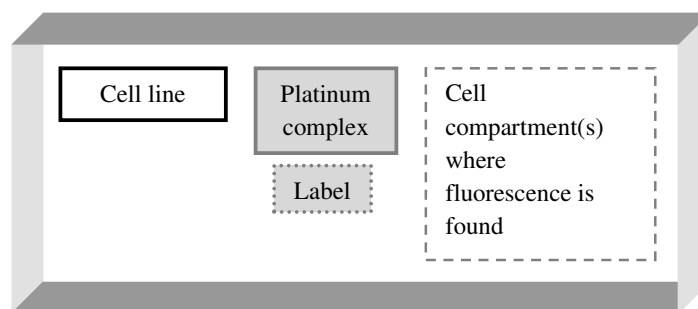 Cell line
Platinum
complex
Label
Cell
compartment(s)
where
fluorescence is
found